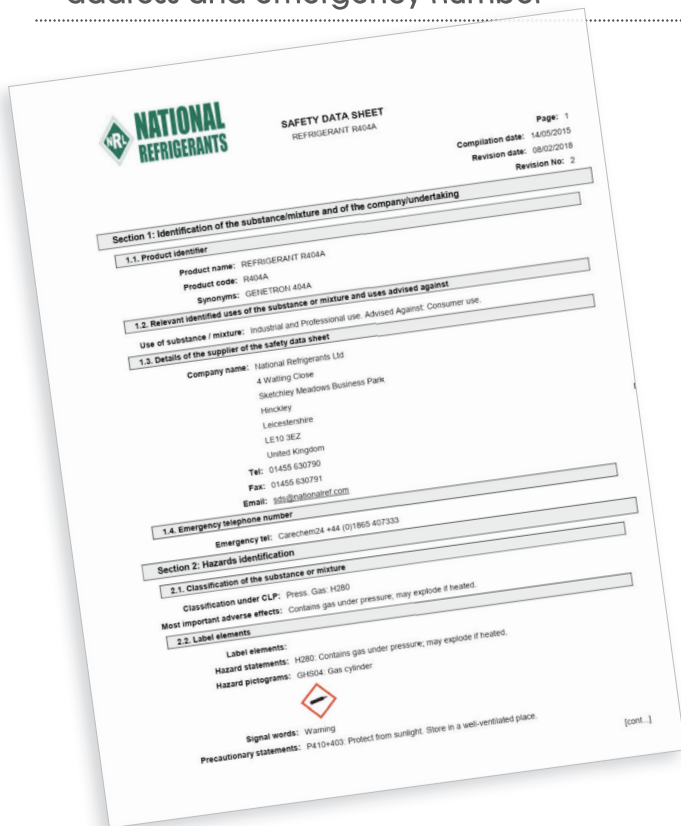 address and emergency number
NRL
NATIONAL
REFRIGERANTS
SAFETY DATA SHEET
REFRIGERANT R404A
Page: 1
Compilation date: 14/05/2015
Revision date: 08/02/2018
Revision No: 2
Section 1: Identification of the substance/mixture and of the company/undertaking
1.1. Product identifier
Product name: REFRIGERANT R404A
Product code: R404A
Synonyms: GENETRON 404A
1.2. Relevant identified uses of the substance or mixture and uses advised against
Use of substance / mixture: Industrial and Professional use. Advised Against: Consumer use.
1.3. Details of the supplier of the safety data sheet
Company name: National Refrigerants Ltd
4 Watling Close
Sketchley Meadows Business Park
Hinckley
Leicestershire
LE10 3EZ
United Kingdom
Tel: 01455 630790
Fax: 01455 630791
Email: sds@nationalref.com
1.4. Emergency telephone number
Emergency tel: Carechem24 +44 (0)1865 407333
Section 2: Hazards identification
2.1. Classification of the substance or mixture
Classification under CLP: Press. Gas: H280
Most important adverse effects: Contains gas under pressure; may explode if heated.
2.2. Label elements
Label elements:
Hazard statements: H280: Contains gas under pressure; may explode if heated.
Hazard pictograms: GHS04: Gas cylinder
Signal words: Warning
Precautionary statements: P410+403: Protect from sunlight. Store in a well-ventilated place.
[cont...]